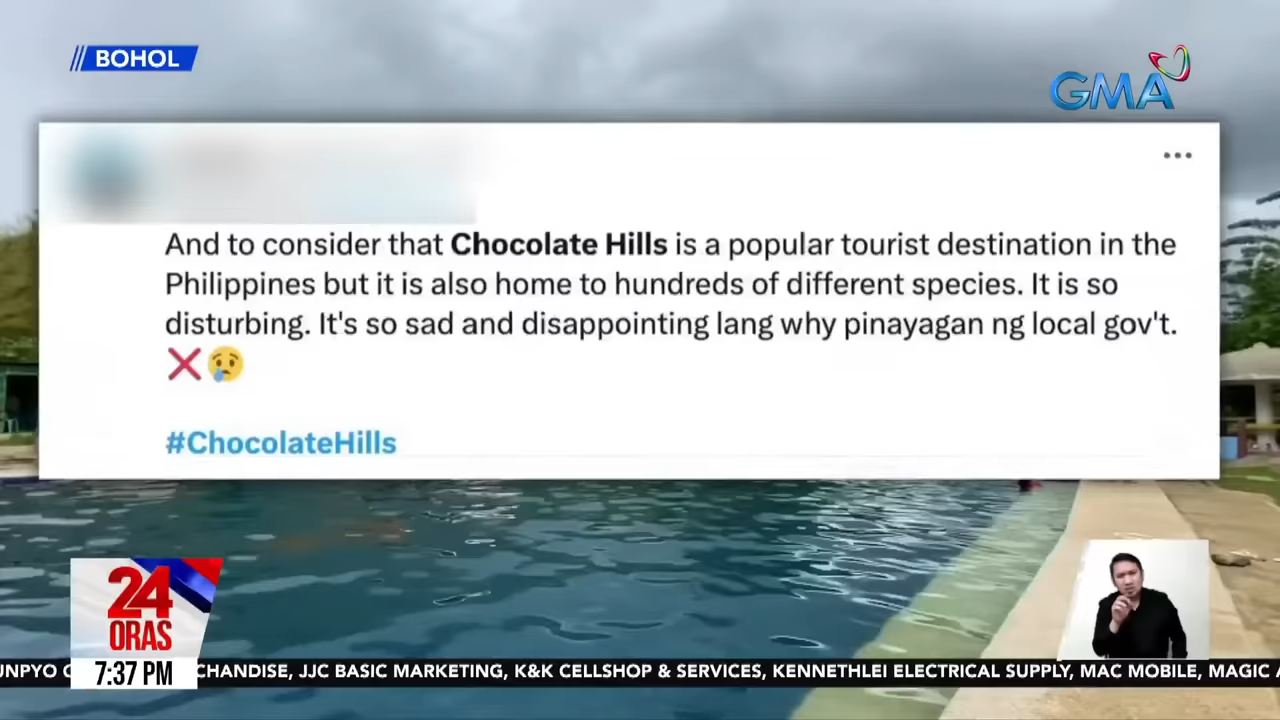 BOHOL
GMA
And to consider that Chocolate Hills is a popular tourist destination in the
Philippines but it is also home to hundreds of different species. It is so
disturbing. It's so sad and disappointing lang why pinayagan ng local gov't.
❌😢
#ChocolateHills
24
ORAS
7:37 PM
CHANDISE, JJC BASIC MARKETING, K&K CELLSHOP & SERVICES, KENNETHLEI ELECTRICAL SUPPLY, MAC MOBILE, MAGIC